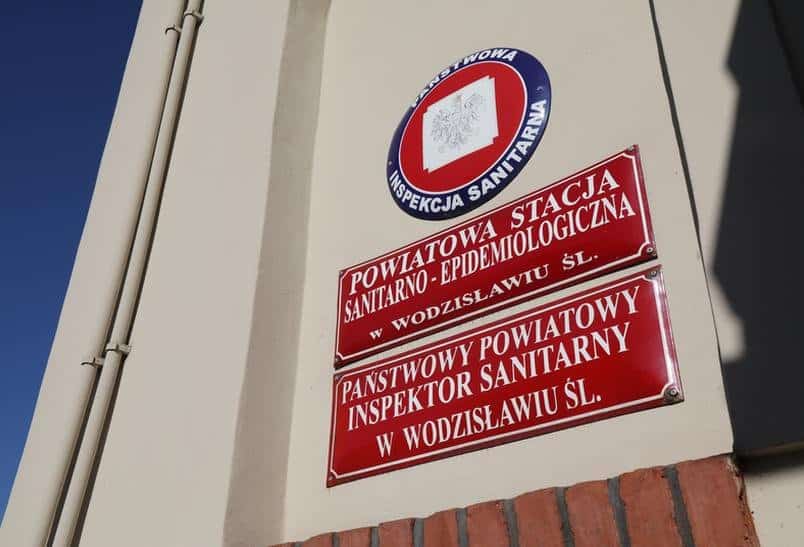 PAŃSTWOWA
INSPEKCJA SANITARNA
POWIATOWA STACJA
SANITARNO - EPIDEMIOLOGICZNA
W WODZISŁAWIU ŚL.
PAŃSTWOWY POWIATOWY
INSPEKTOR SANITARNY
W WODZISŁAWIU ŚL.